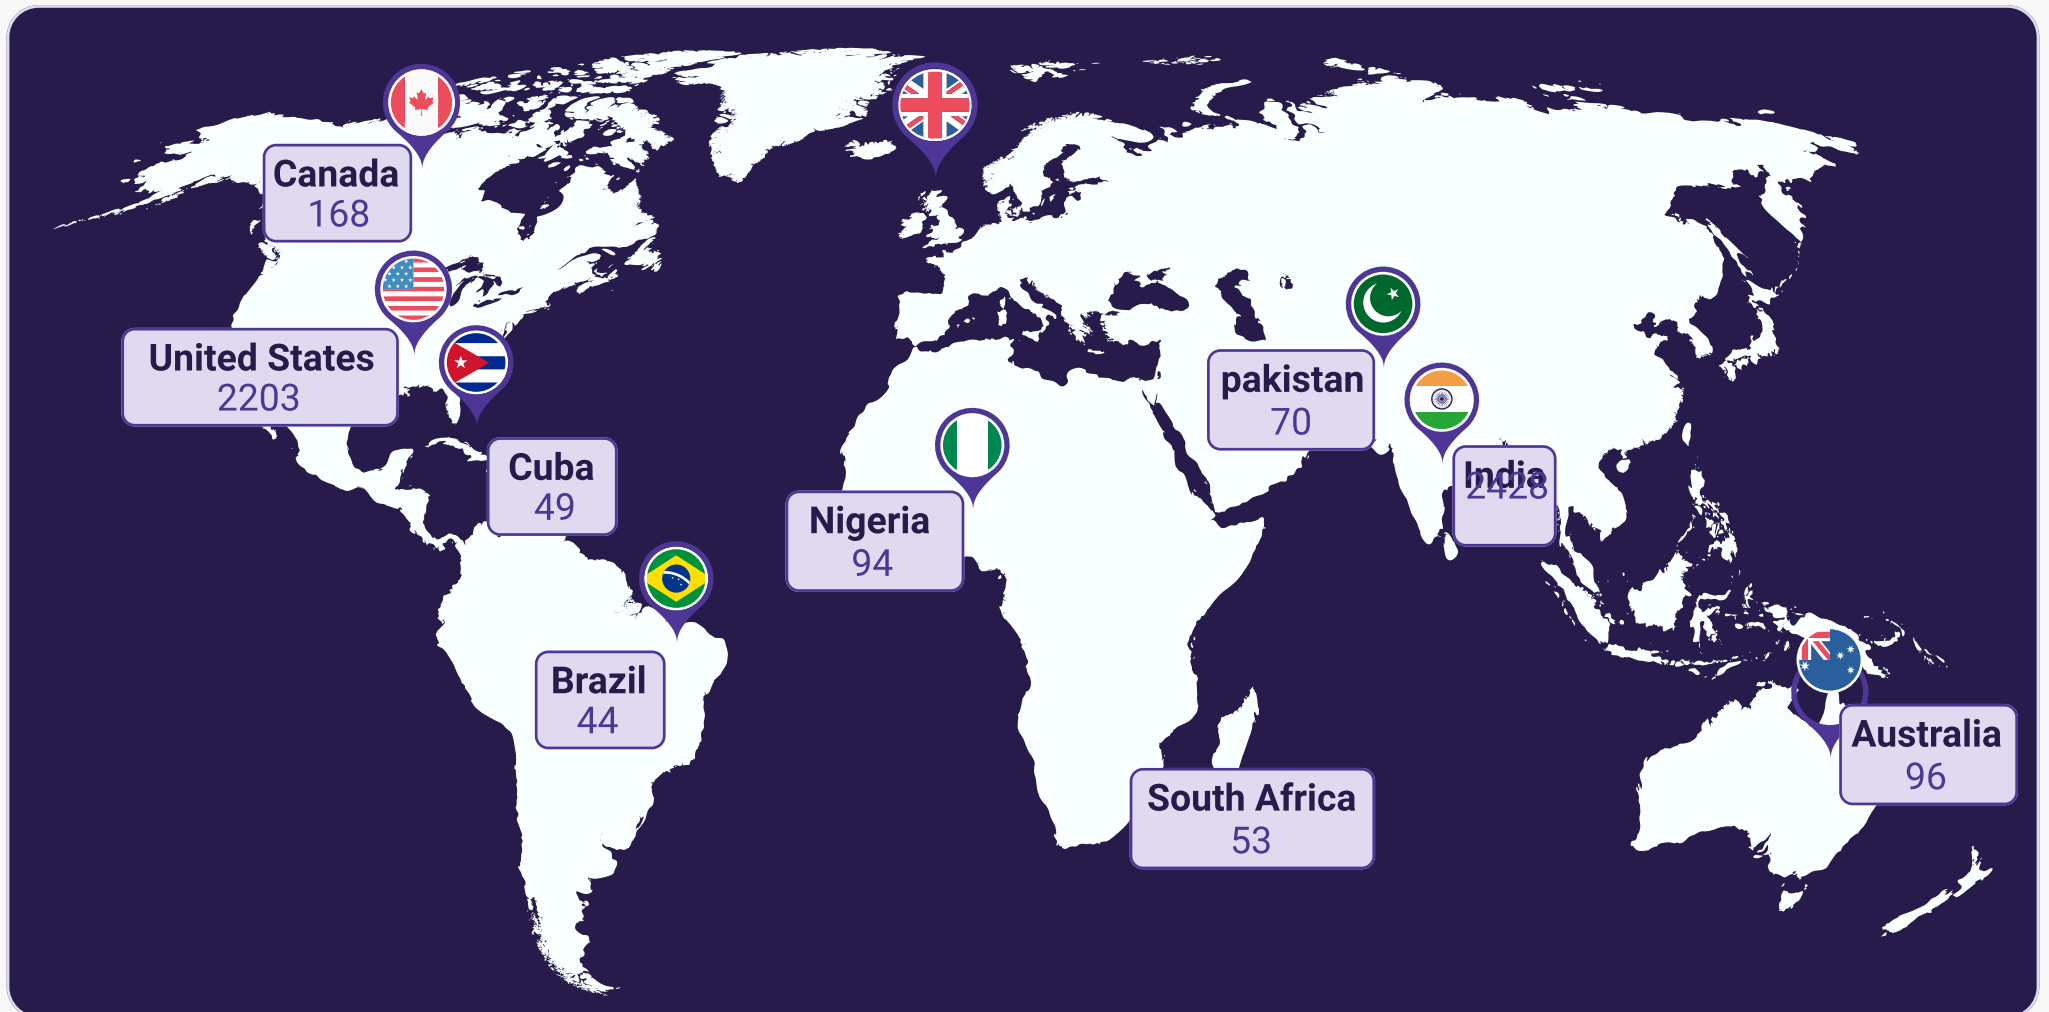 Canada
168
United States
2203
Cuba
49
Brazil
44
Nigeria
94
South Africa
53
pakistan
70
India
2428
Australia
96